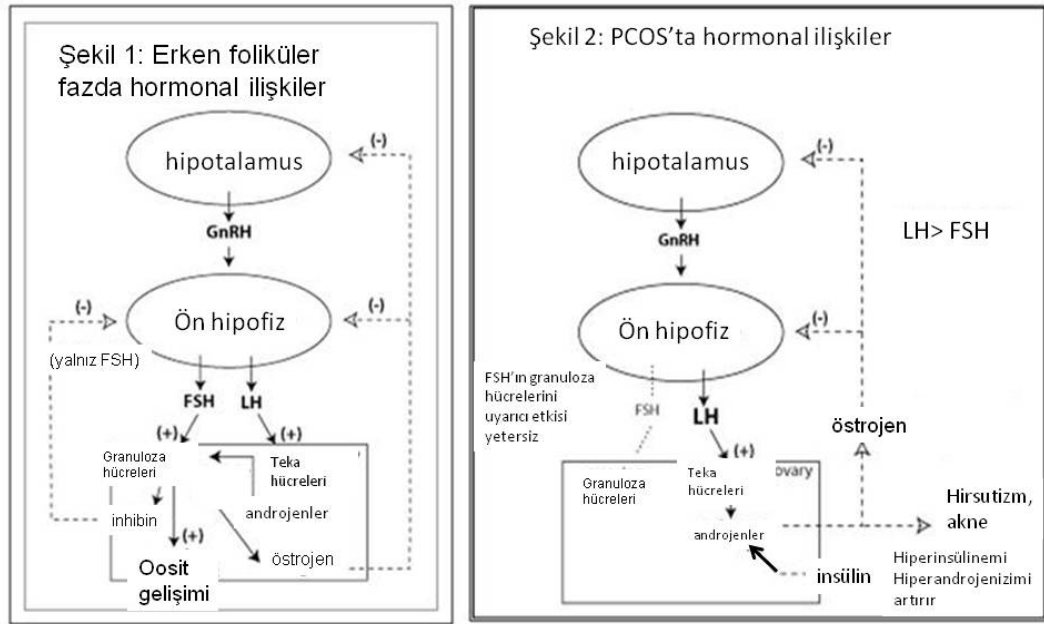 Şekil 1: Erken foliküler
fazda hormonal ilişkiler
hipotalamus
(-)
GnRH
(-)
(-)
Ön hipofiz
(yalnız FSH)
FSH LH
(+) (+)
Granuloza
hücreleri
Teka
hücreleri
inhibin
androjenler
(+)
östrojen
Oosit
gelişimi
Şekil 2: PCOS'ta hormonal ilişkiler
(-)
hipotalamus
LH> FSH
GnRH
(-)
Ön hipofiz
FSH'ın granuloza
hücrelerini
uyarıcı etkisi
yetersiz
FSH
LH
östrojen
(+)
ovary
Granuloza
hücreleri
Teka
hücreleri
androjenler
Hirsutizm,
akne
insülin
Hiperinsülinemi
Hiperandrojenizimi
artırır